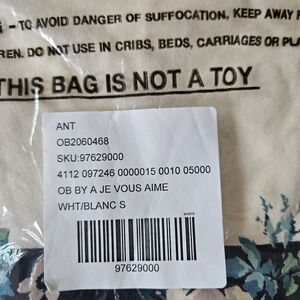 - TO AVOID DANGER OF SUFFOCATION, KEEP AWAY
REN. DO NOT USE IN CRIBS, BEDS, CARRIAGES OR PLA
THIS BAG IS NOT A TOY
ANT
OB2060468
SKU:97629000
4112 097246 0000015 0010 05000
OB BY A JE VOUS AIME
WHT/BLANC S
97629000